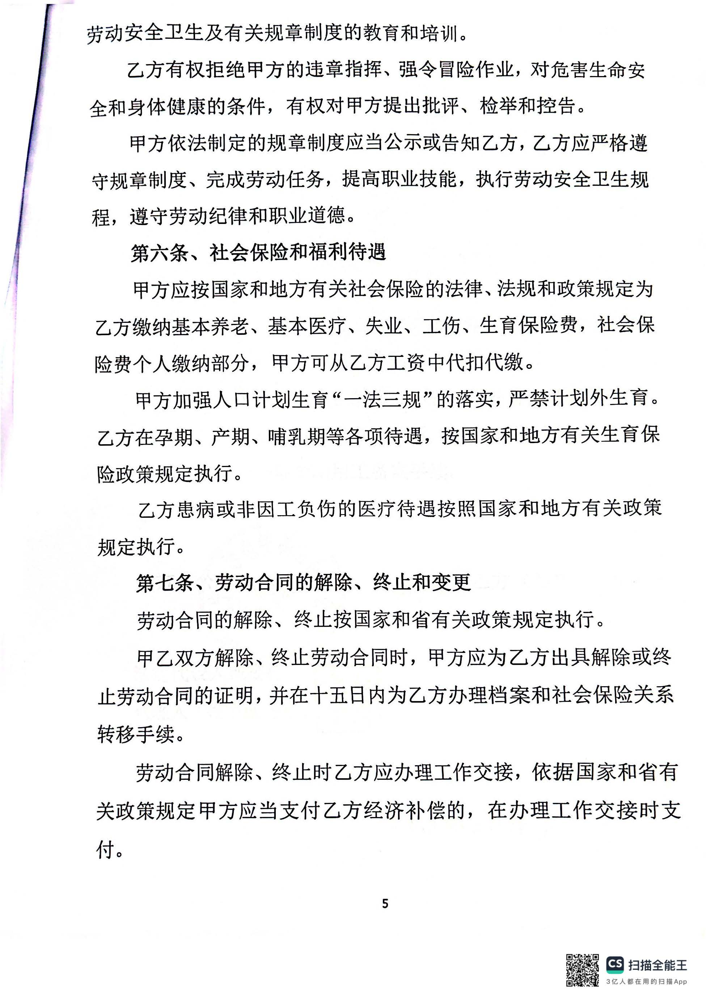 劳动安全卫生及有关规章制度的教育和培训。
乙方有权拒绝甲方的违章指挥、强令冒险作业，对危害生命安
全和身体健康的条件，有权对甲方提出批评、检举和控告。
甲方依法制定的规章制度应当公示或告知乙方，乙方应严格遵
守规章制度、完成劳动任务，提高职业技能，执行劳动安全卫生规
程，遵守劳动纪律和职业道德。
第六条、社会保险和福利待遇
甲方应按国家和地方有关社会保险的法律、法规和政策规定为
乙方缴纳基本养老、基本医疗、失业、工伤、生育保险费，社会保
险费个人缴纳部分，甲方可从乙方工资中代扣代缴。
甲方加强人口计划生育“一法三规”的落实，严禁计划外生育。
乙方在孕期、产期、哺乳期等各项待遇，按国家和地方有关生育保
险政策规定执行。
乙方患病或非因工负伤的医疗待遇按照国家和地方有关政策
规定执行。
第七条、劳动合同的解除、终止和变更
劳动合同的解除、终止按国家和省有关政策规定执行。
甲乙双方解除、终止劳动合同时，甲方应为乙方出具解除或终
止劳动合同的证明，并在十五日内为乙方办理档案和社会保险关系
转移手续。
劳动合同解除、终止时乙方应办理工作交接，依据国家和省有
关政策规定甲方应当支付乙方经济补偿的，在办理工作交接时支
付。
5
CS 扫描全能王
3亿人都在用的扫描App